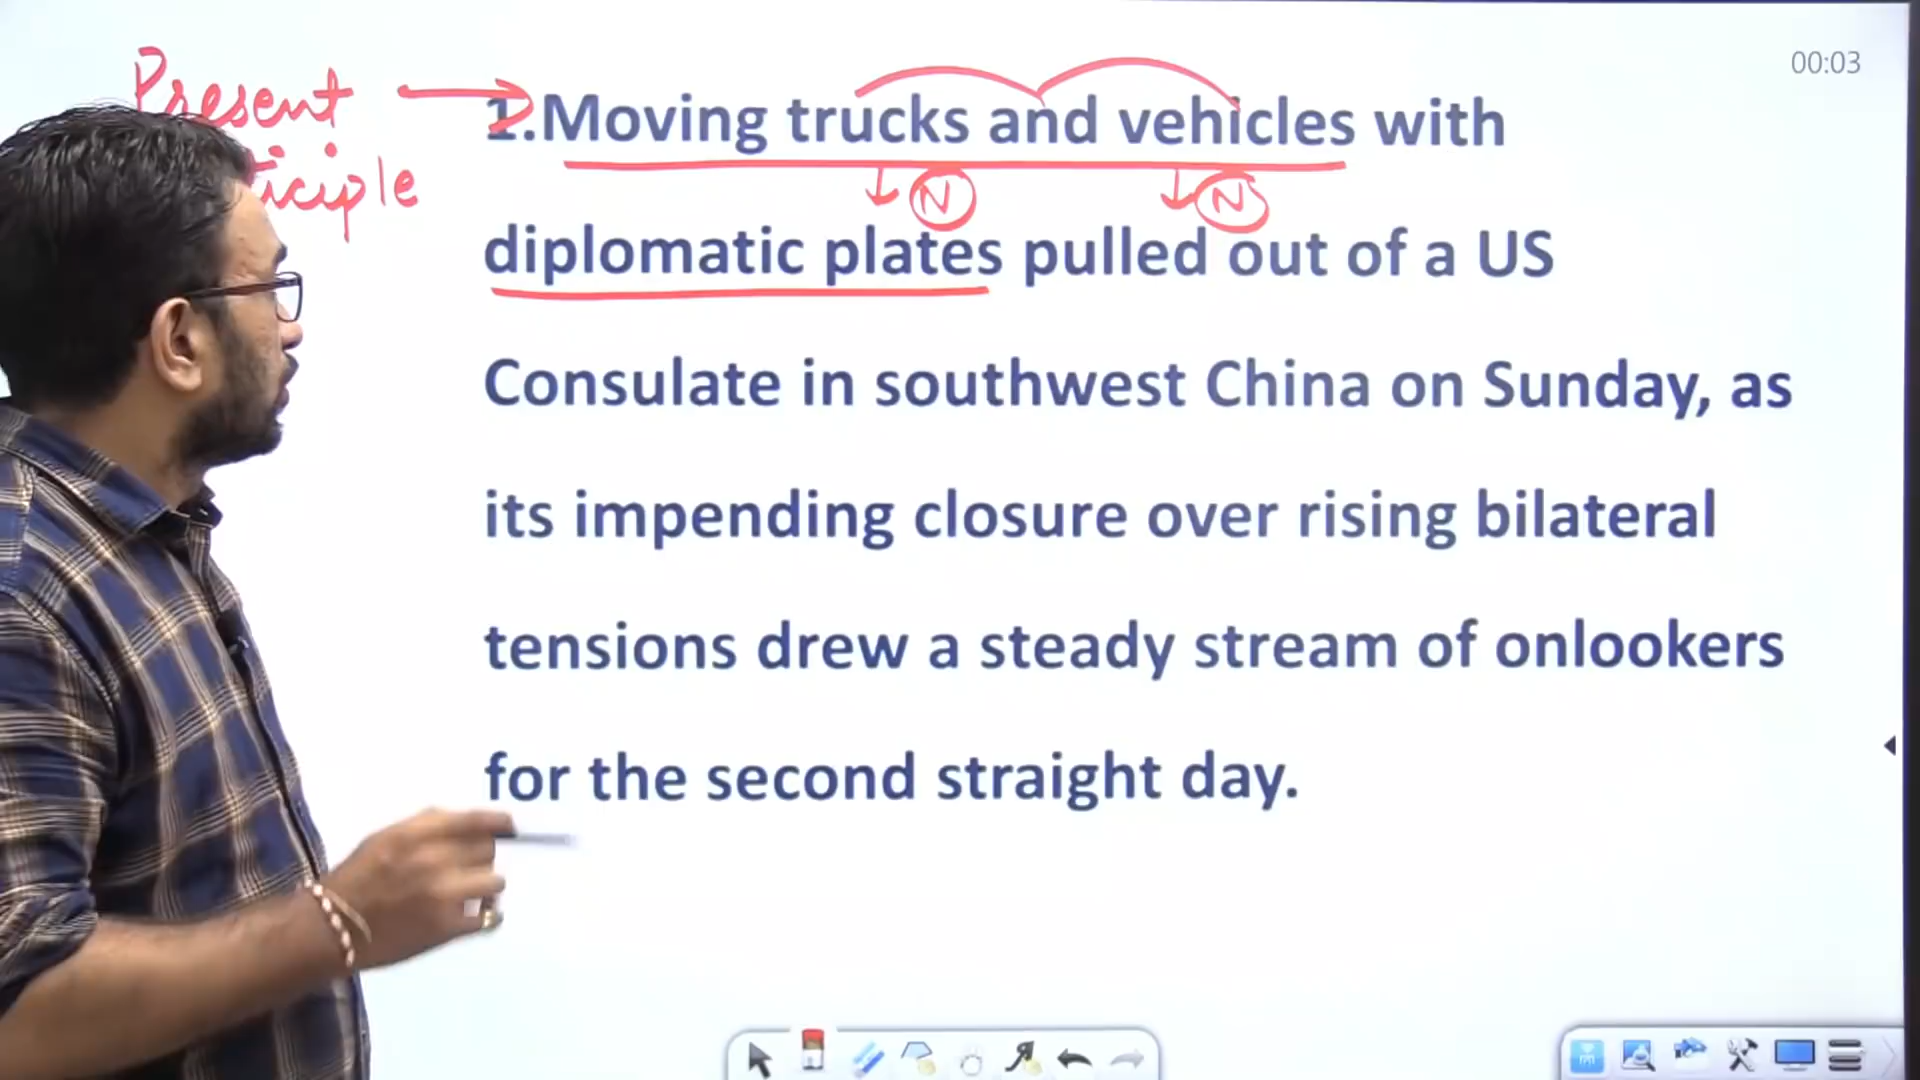 00:03
Present
1.Moving trucks and vehicles with
ticiple
N N
diplomatic plates pulled out of a US
Consulate in southwest China on Sunday, as
its impending closure over rising bilateral
tensions drew a steady stream of onlookers
for the second straight day.